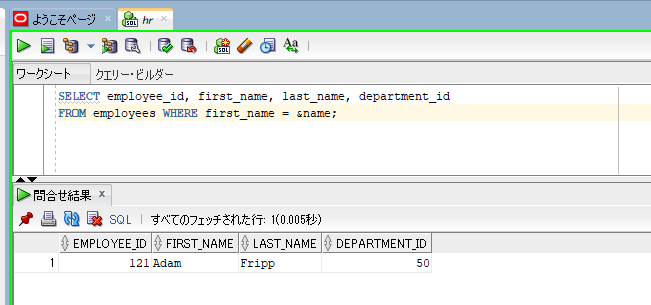 ようこそページ × hr ×
ワークシート クエリー・ビルダー
SELECT employee_id, first_name, last_name, department_id
FROM employees WHERE first_name = &name;
問合せ結果 ×
SQL | すべてのフェッチされた行: 1(0.005秒)
EMPLOYEE_ID FIRST_NAME LAST_NAME DEPARTMENT_ID
1 121 Adam Fripp 50